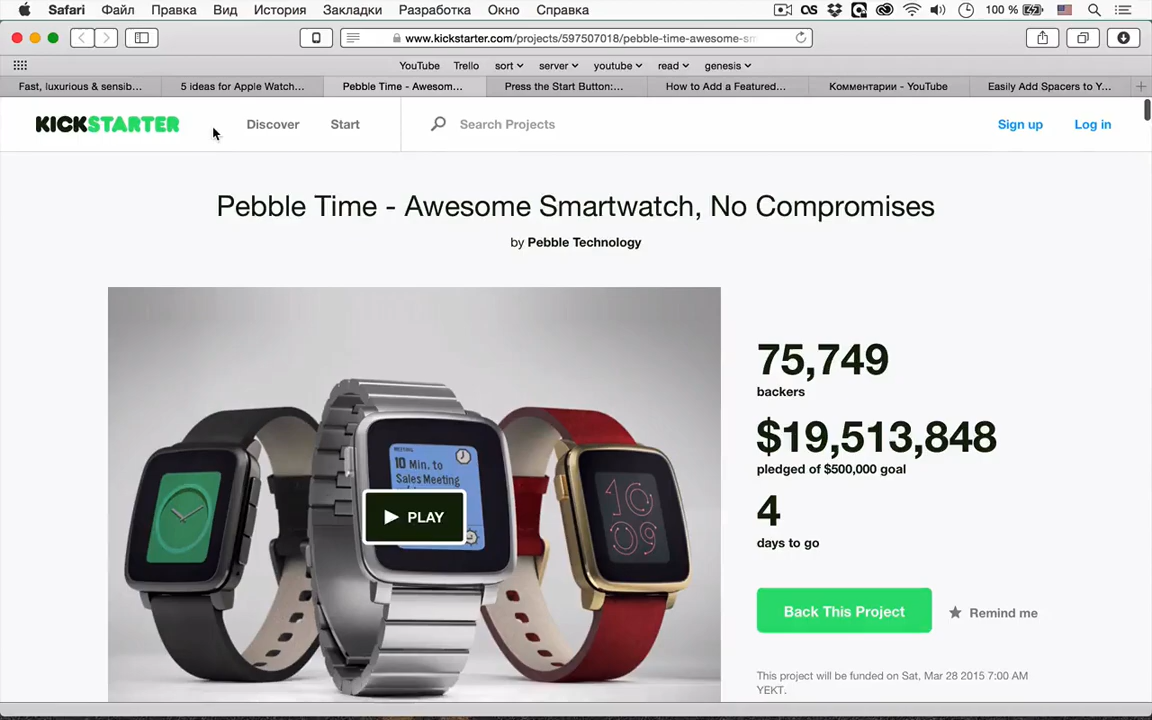 Safari Файл Правка Вид История Закладки Разработка Окно Справка 100 %
www.kickstarter.com/projects/597507018/pebble-time-awesome-sm
YouTube Trello sort server youtube read genesis
Fast, luxurious & sensib... 5 ideas for Apple Watch... Pebble Time - Awesom... Press the Start Button:... How to Add a Featured... Комментарии - YouTube Easily Add Spacers to Y...
KICKSTARTER Discover Start Search Projects Sign up Log in
Pebble Time - Awesome Smartwatch, No Compromises
by Pebble Technology
75,749
backers
$19,513,848
pledged of $500,000 goal
4
days to go
10 Min. to
Sales Meeting
PLAY
10
09
Back This Project Remind me
This project will be funded on Sat, Mar 28 2015 7:00 AM
YEKT.